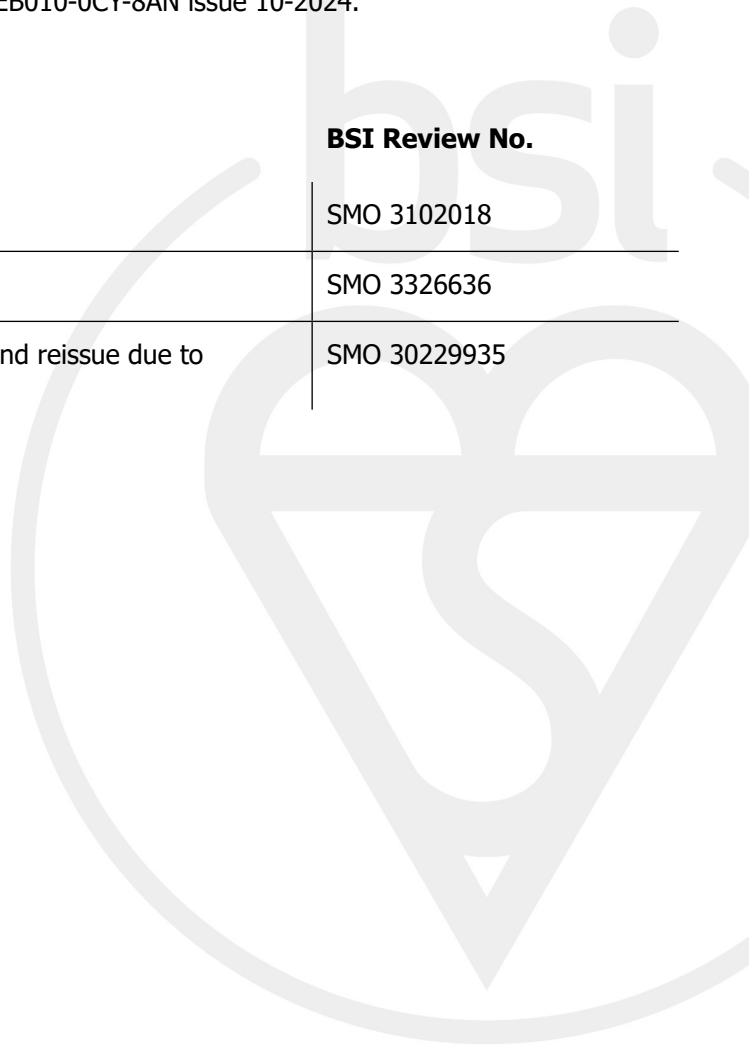 EB010-0CY-8AN issue 10-2024.
bsi
BSI Review No.
SMO 3102018
SMO 3326636
nd reissue due to SMO 30229935